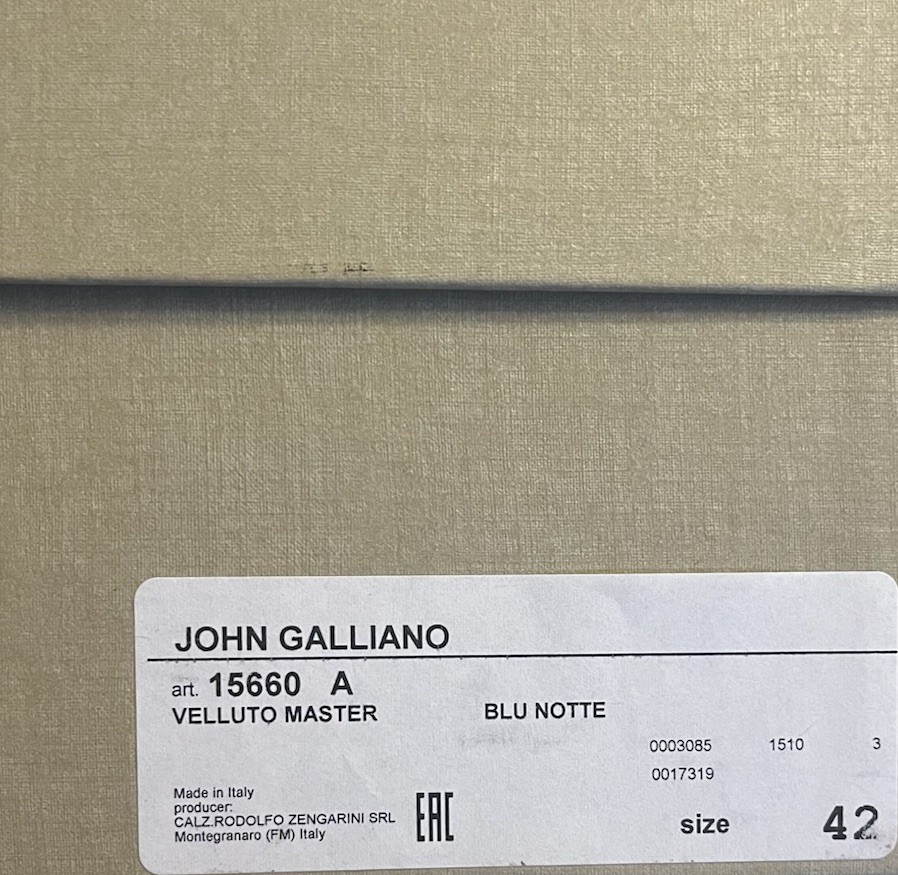 JOHN GALLIANO
art. 15660 A
VELLUTO MASTER BLU NOTTE
0003085 1510 3
0017319
Made in Italy
producer:
CALZ.RODOLFO ZENGARINI SRL
Montegranaro (FM) Italy
EAC
size 42